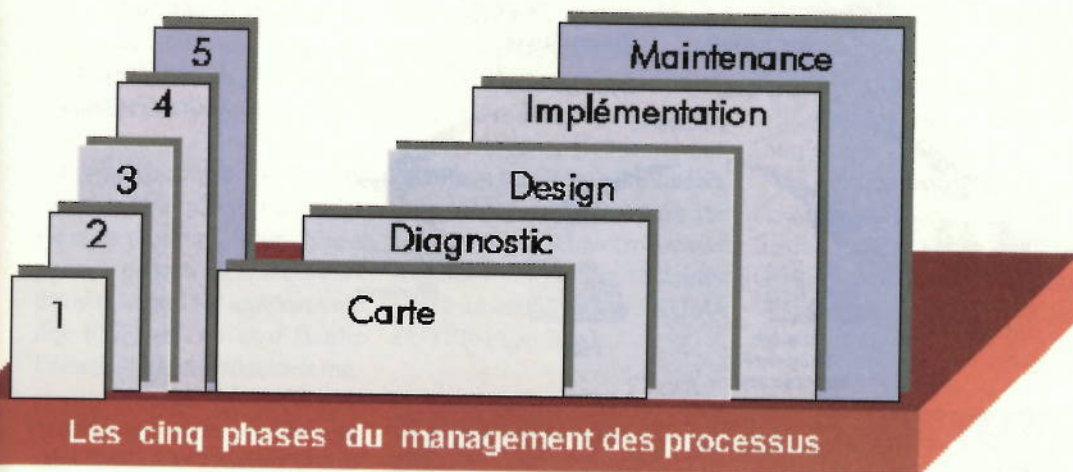 5 Maintenance
4 Implémentation
3 Design
2 Diagnostic
1 Carte
Les cinq phases du management des processus